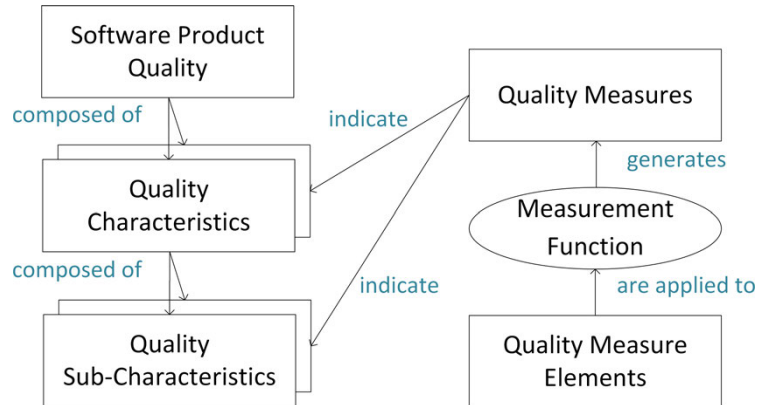 Software Product
Quality
composed of
Quality
Characteristics
composed of
Quality
Sub-Characteristics
indicate
indicate
Quality Measures
generates
Measurement
Function
are applied to
Quality Measure
Elements